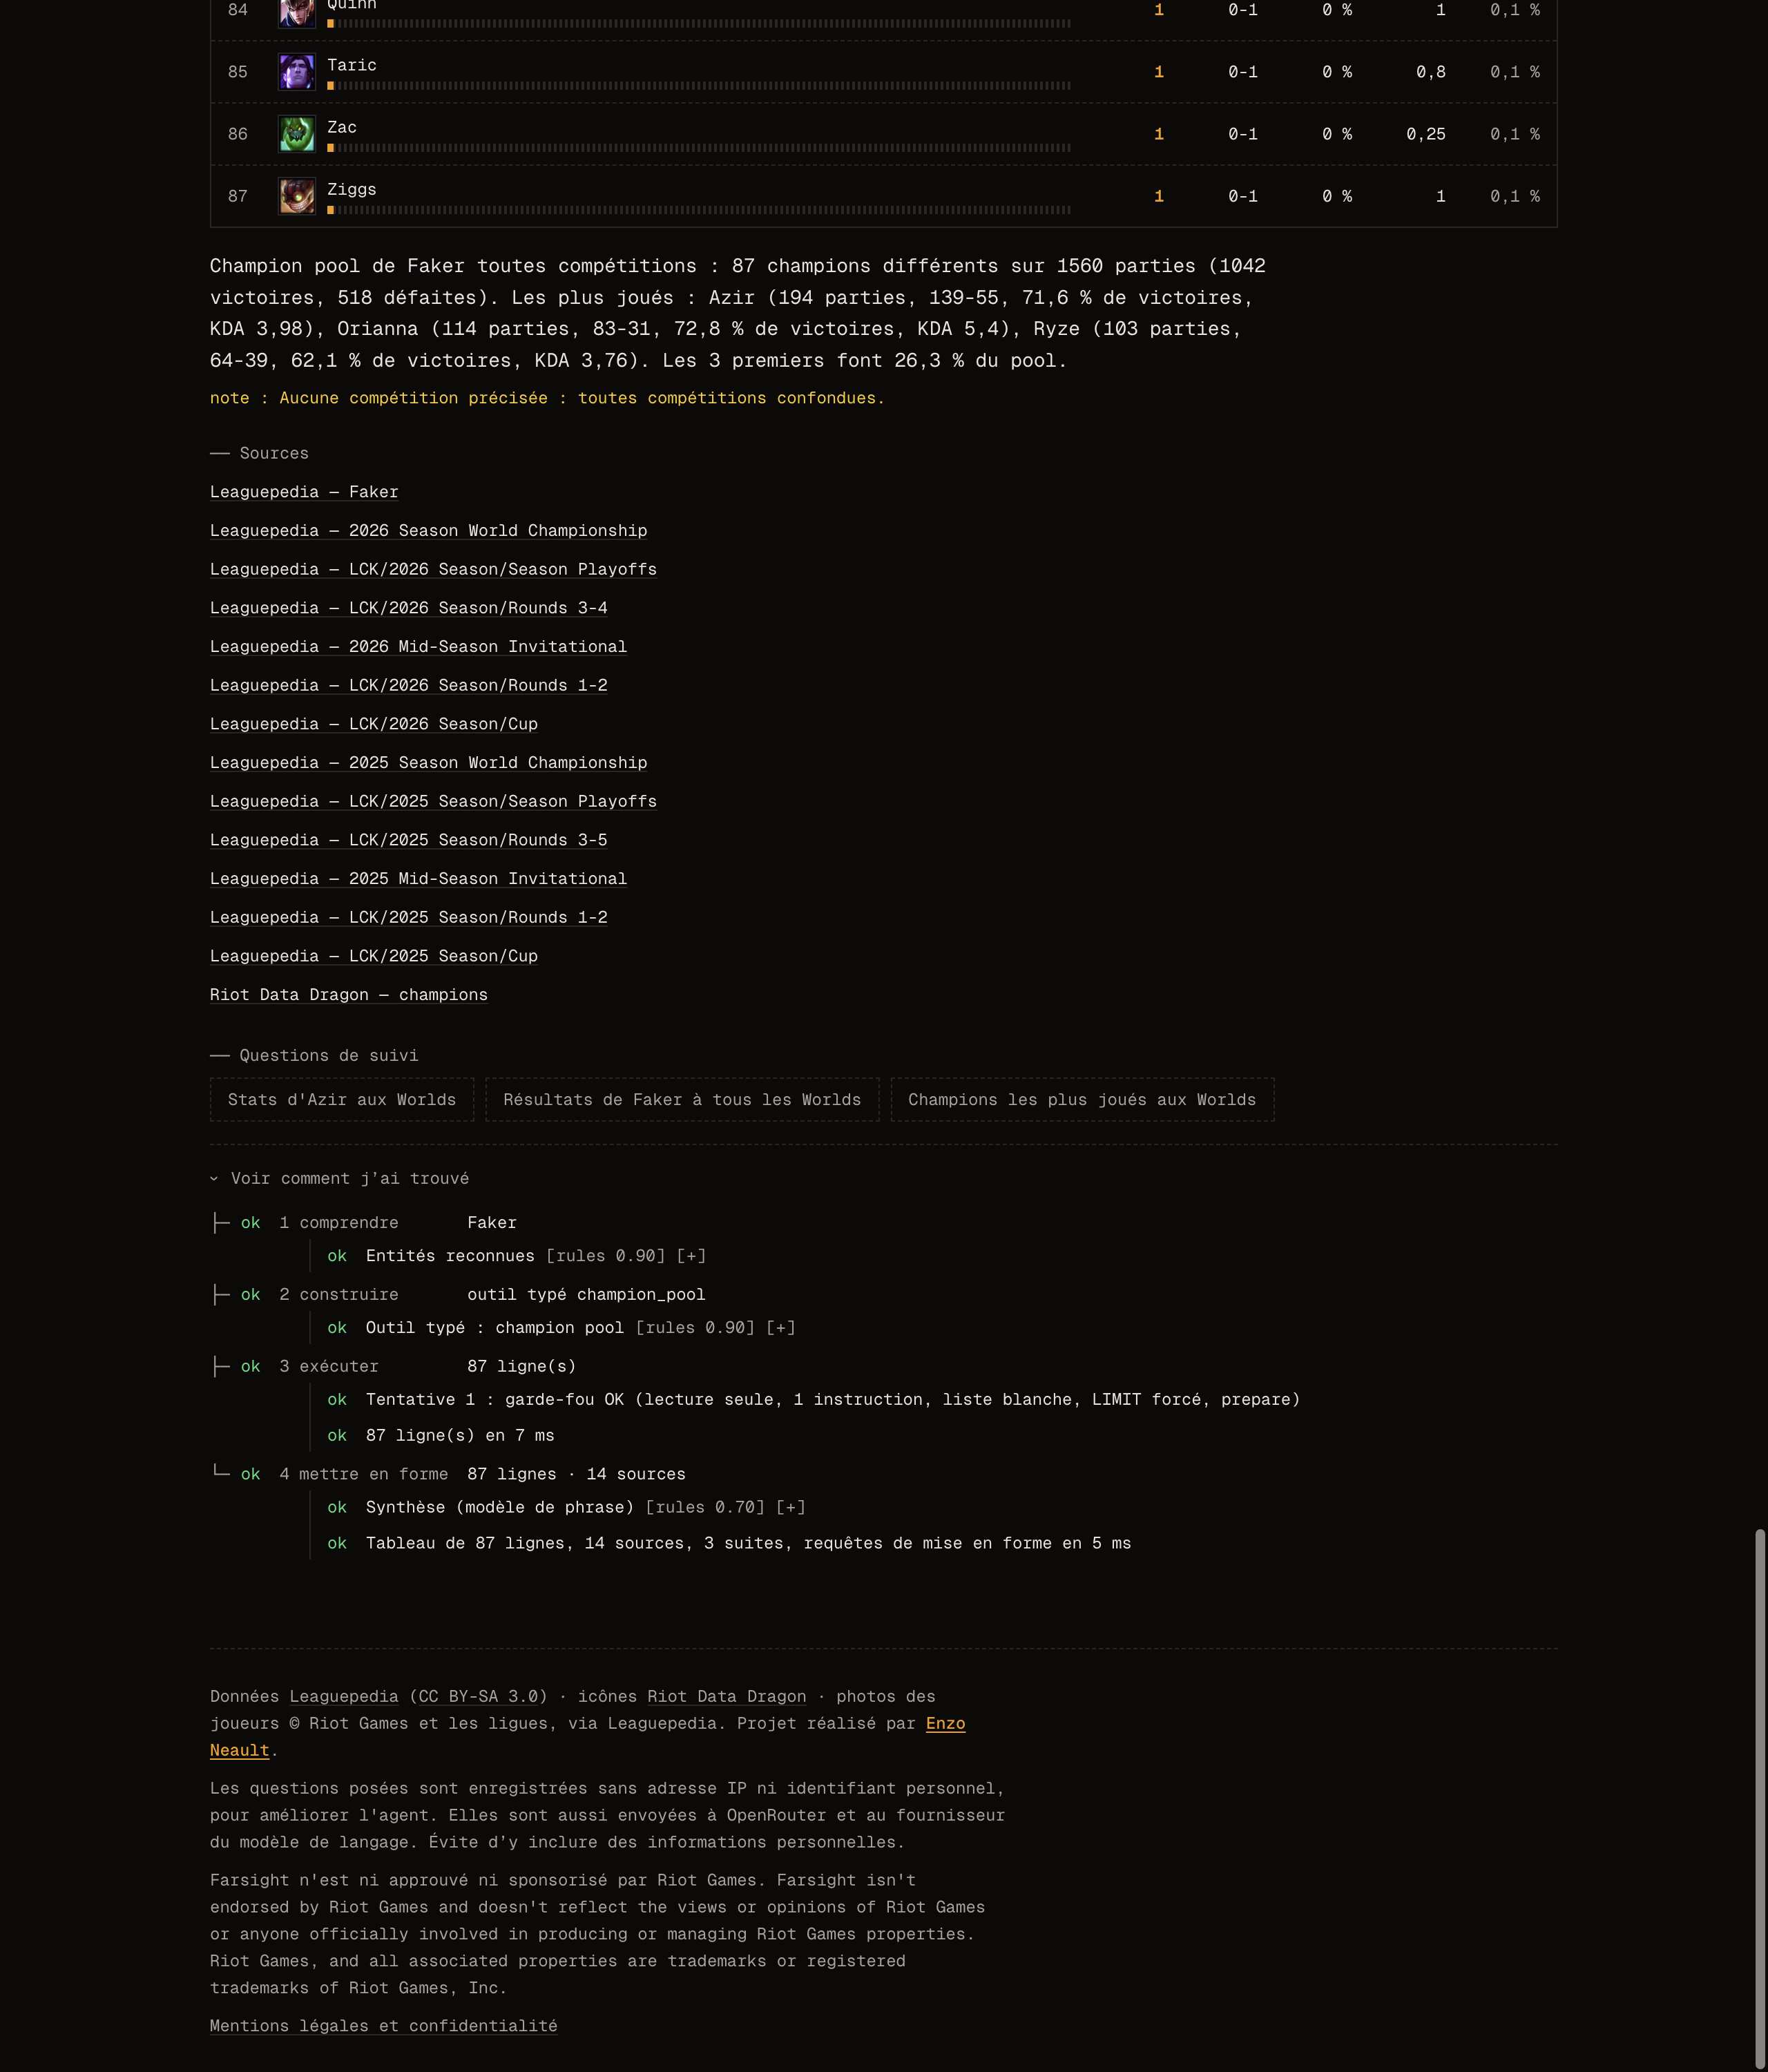 84 Quinn 1 0-1 0 % 1 0,1 %
85 Taric 1 0-1 0 % 0,8 0,1 %
86 Zac 1 0-1 0 % 0,25 0,1 %
87 Ziggs 1 0-1 0 % 1 0,1 %
Champion pool de Faker toutes compétitions : 87 champions différents sur 1560 parties (1042
victoires, 518 défaites). Les plus joués : Azir (194 parties, 139-55, 71,6 % de victoires,
KDA 3,98), Orianna (114 parties, 83-31, 72,8 % de victoires, KDA 5,4), Ryze (103 parties,
64-39, 62,1 % de victoires, KDA 3,76). Les 3 premiers font 26,3 % du pool.
note : Aucune compétition précisée : toutes compétitions confondues.
── Sources
Leaguepedia — Faker
Leaguepedia — 2026 Season World Championship
Leaguepedia — LCK/2026 Season/Season Playoffs
Leaguepedia — LCK/2026 Season/Rounds 3-4
Leaguepedia — 2026 Mid-Season Invitational
Leaguepedia — LCK/2026 Season/Rounds 1-2
Leaguepedia — LCK/2026 Season/Cup
Leaguepedia — 2025 Season World Championship
Leaguepedia — LCK/2025 Season/Season Playoffs
Leaguepedia — LCK/2025 Season/Rounds 3-5
Leaguepedia — 2025 Mid-Season Invitational
Leaguepedia — LCK/2025 Season/Rounds 1-2
Leaguepedia — LCK/2025 Season/Cup
Riot Data Dragon — champions
── Questions de suivi
Stats d'Azir aux Worlds Résultats de Faker à tous les Worlds Champions les plus joués aux Worlds
Voir comment j’ai trouvé
├─ ok 1 comprendre Faker
ok Entités reconnues [rules 0.90] [+]
├─ ok 2 construire outil typé champion_pool
ok Outil typé : champion pool [rules 0.90] [+]
├─ ok 3 exécuter 87 ligne(s)
ok Tentative 1 : garde-fou OK (lecture seule, 1 instruction, liste blanche, LIMIT forcé, prepare)
ok 87 ligne(s) en 7 ms
└─ ok 4 mettre en forme 87 lignes · 14 sources
ok Synthèse (modèle de phrase) [rules 0.70] [+]
ok Tableau de 87 lignes, 14 sources, 3 suites, requêtes de mise en forme en 5 ms
Données Leaguepedia (CC BY-SA 3.0) · icônes Riot Data Dragon · photos des
joueurs © Riot Games et les ligues, via Leaguepedia. Projet réalisé par Enzo
Neault.
Les questions posées sont enregistrées sans adresse IP ni identifiant personnel,
pour améliorer l'agent. Elles sont aussi envoyées à OpenRouter et au fournisseur
du modèle de langage. Évite d’y inclure des informations personnelles.
Farsight n'est ni approuvé ni sponsorisé par Riot Games. Farsight isn't
endorsed by Riot Games and doesn't reflect the views or opinions of Riot Games
or anyone officially involved in producing or managing Riot Games properties.
Riot Games, and all associated properties are trademarks or registered
trademarks of Riot Games, Inc.
Mentions légales et confidentialité